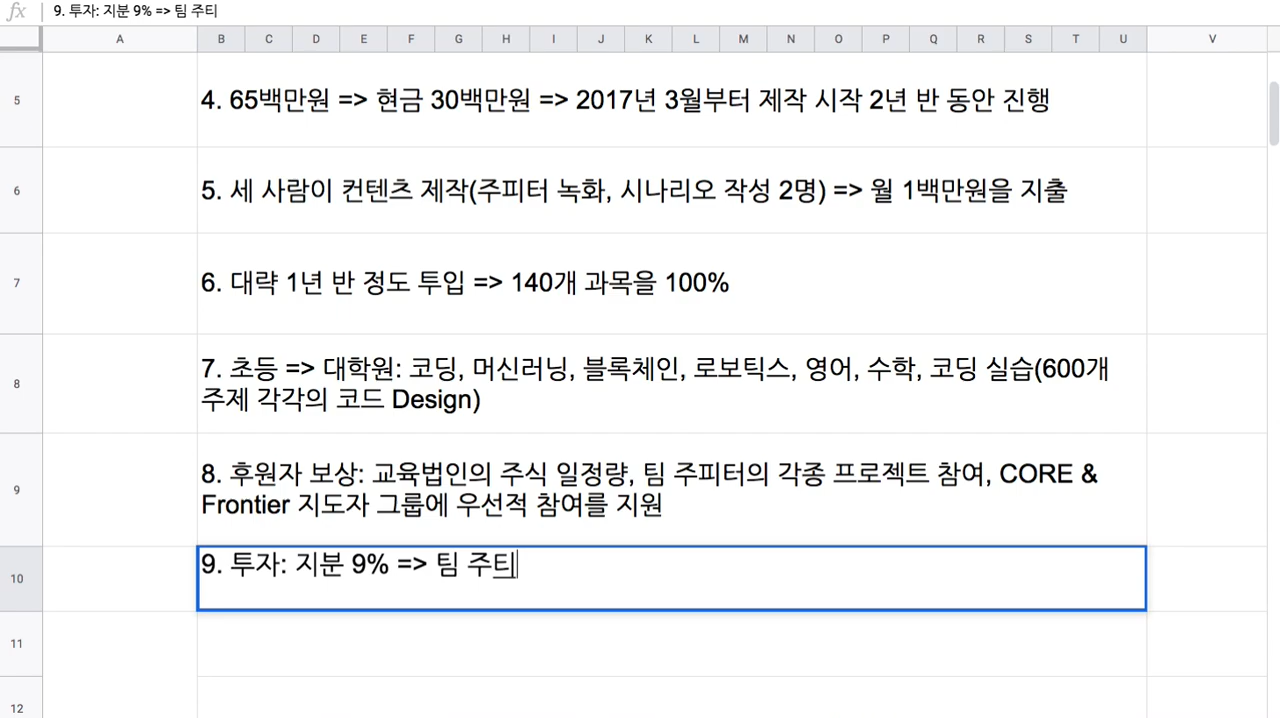 fx 9. 투자: 지분 9% => 팀 주티
A B C D E F G H I J K L M N O P Q R S T U V
5 4. 65백만원 => 현금 30백만원 => 2017년 3월부터 제작 시작 2년 반 동안 진행
6 5. 세 사람이 컨텐츠 제작(주피터 녹화, 시나리오 작성 2명) => 월 1백만원을 지출
7 6. 대략 1년 반 정도 투입 => 140개 과목을 100%
8 7. 초등 => 대학원: 코딩, 머신러닝, 블록체인, 로보틱스, 영어, 수학, 코딩 실습(600개
주제 각각의 코드 Design)
9 8. 후원자 보상: 교육법인의 주식 일정량, 팀 주피터의 각종 프로젝트 참여, CORE &
Frontier 지도자 그룹에 우선적 참여를 지원
10 9. 투자: 지분 9% => 팀 주티
11
12